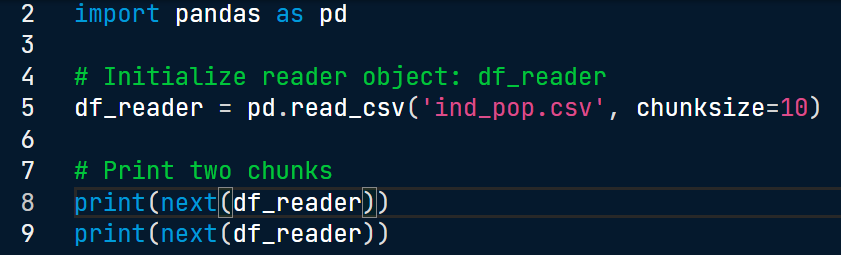 2 import pandas as pd
3
4 # Initialize reader object: df_reader
5 df_reader = pd.read_csv('ind_pop.csv', chunksize=10)
6
7 # Print two chunks
8 print(next(df_reader))
9 print(next(df_reader))